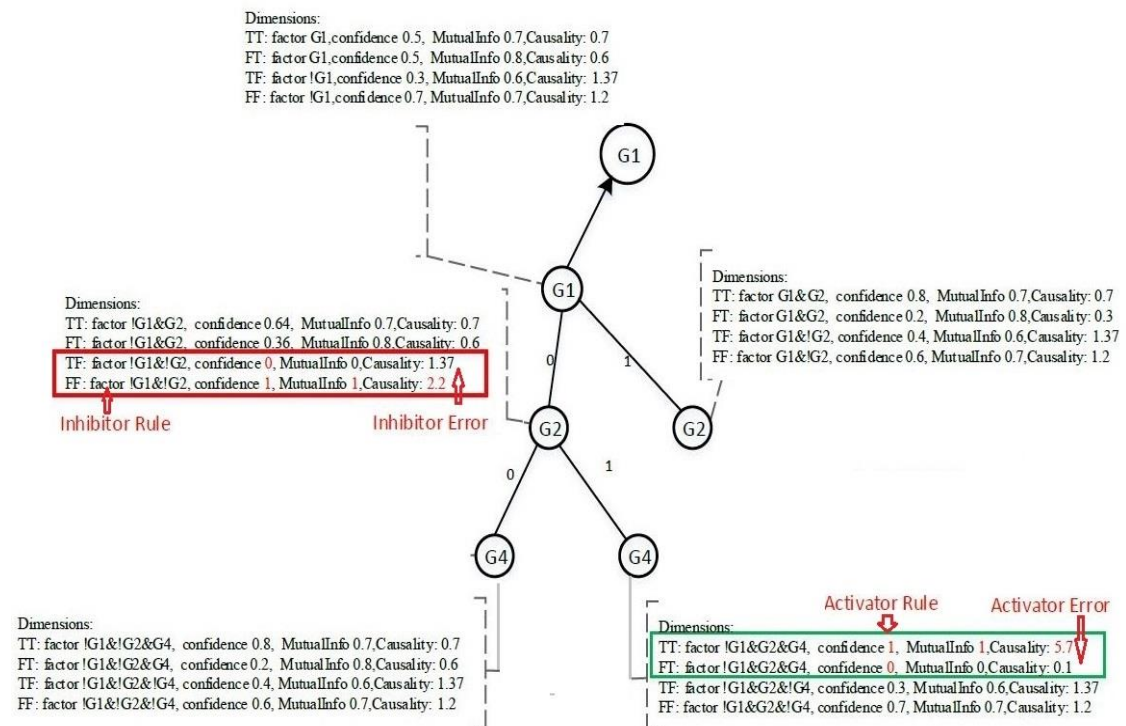 Dimensions:
TT: factor G1,confidence 0.5, MutualInfo 0.7,Causality: 0.7
FT: factor G1,confidence 0.5, MutualInfo 0.8,Causality: 0.6
TF: factor !G1,confidence 0.3, MutualInfo 0.6,Causality: 1.37
FF: factor !G1,confidence 0.7, MutualInfo 0.7,Causality: 1.2
G1
G1
Dimensions:
TT: factor G1&G2, confidence 0.8, MutualInfo 0.7,Causality: 0.7
FT: factor G1&G2, confidence 0.2, MutualInfo 0.8,Causality: 0.3
TF: factor G1&!G2, confidence 0.4, MutualInfo 0.6,Causality: 1.37
FF: factor G1&!G2, confidence 0.6, MutualInfo 0.7,Causality: 1.2
Dimensions:
TT: factor !G1&G2, confidence 0.64, MutualInfo 0.7,Causality: 0.7
FT: factor !G1&G2, confidence 0.36, MutualInfo 0.8,Causality: 0.6
TF: factor !G1&!G2, confidence 0, MutualInfo 0,Causality: 1.37
FF: factor !G1&!G2, confidence 1, MutualInfo 1,Causality: 2.2
Inhibitor Rule
Inhibitor Error
0
1
G2
G2
0
1
G4
G4
Dimensions:
TT: factor !G1&!G2&G4, confidence 0.8, MutualInfo 0.7,Causality: 0.7
FT: factor !G1&!G2&G4, confidence 0.2, MutualInfo 0.8,Causality: 0.6
TF: factor !G1&!G2&!G4, confidence 0.4, MutualInfo 0.6,Causality: 1.37
FF: factor !G1&!G2&!G4, confidence 0.6, MutualInfo 0.7,Causality: 1.2
Activator Rule
Activator Error
Dimensions:
TT: factor !G1&G2&G4, confidence 1, MutualInfo 1,Causality: 5.7
FT: factor !G1&G2&G4, confidence 0, MutualInfo 0,Causality: 0.1
TF: factor !G1&G2&!G4, confidence 0.3, MutualInfo 0.6,Causality: 1.37
FF: factor !G1&G2&!G4, confidence 0.7, MutualInfo 0.7,Causality: 1.2